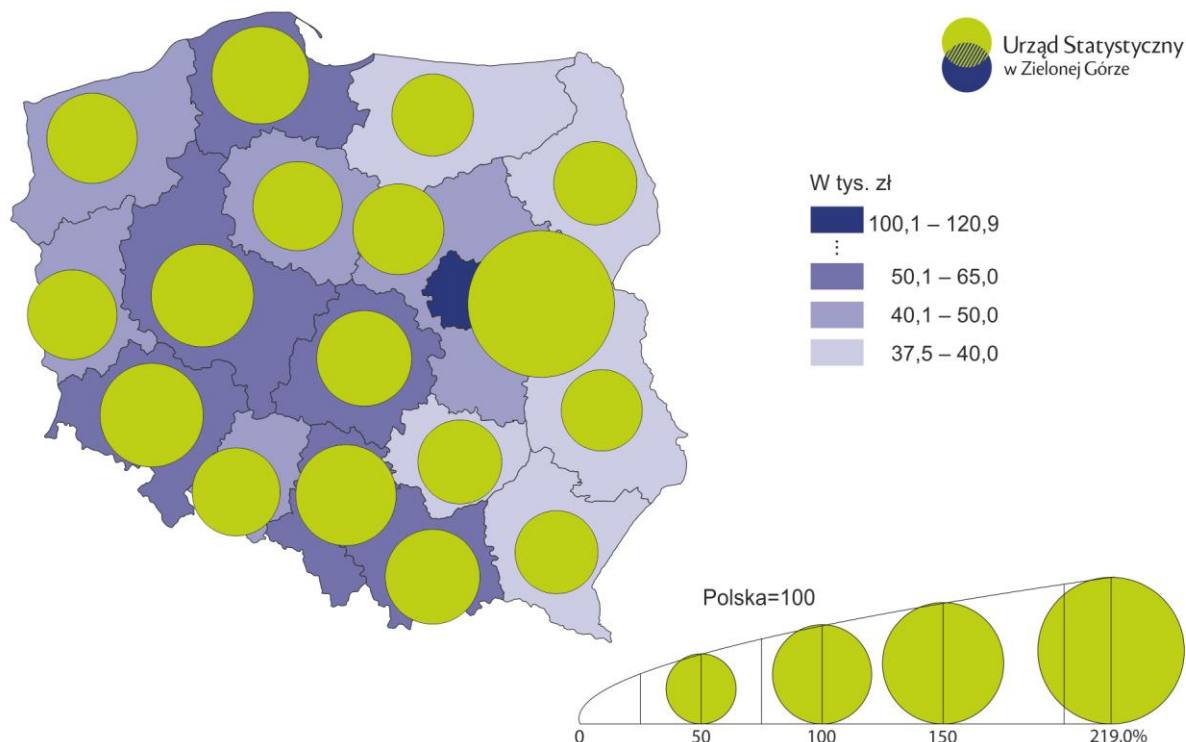 Urząd Statystyczny
w Zielonej Górze
W tys. zł
100,1 – 120,9
50,1 – 65,0
40,1 – 50,0
37,5 – 40,0
Polska=100
0 50 100 150 219,0%